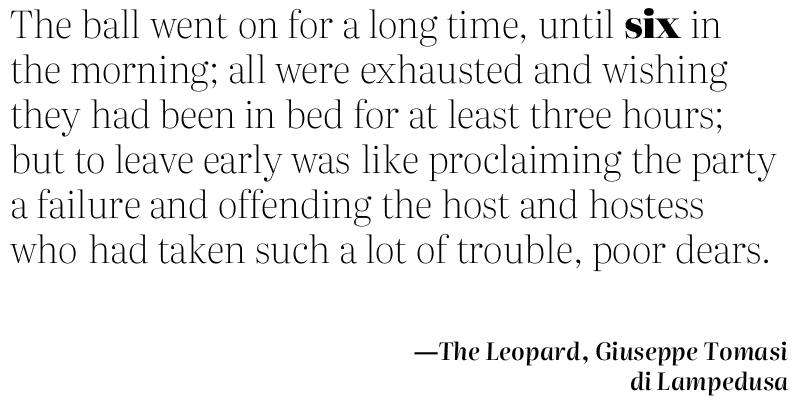 The ball went on for a long time, until six in
the morning; all were exhausted and wishing
they had been in bed for at least three hours;
but to leave early was like proclaiming the party
a failure and offending the host and hostess
who had taken such a lot of trouble, poor dears.
—The Leopard, Giuseppe Tomasi
di Lampedusa